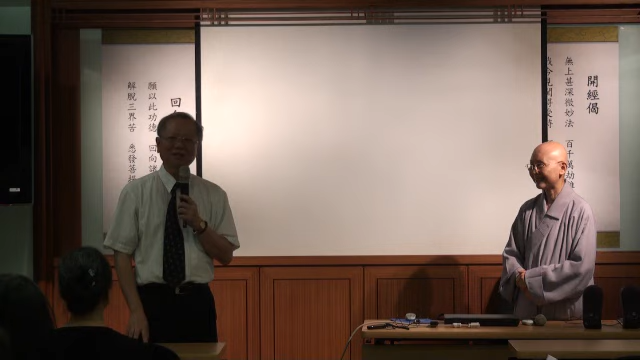 開經偈
無上甚深微妙法
百千萬劫
我今見聞得受持
回
願以此功德
回向諸
解脫三界苦
悉發菩提